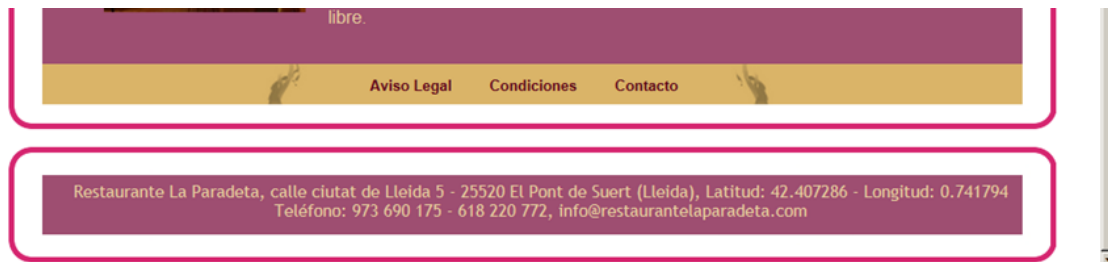 libre.
Aviso Legal Condiciones Contacto
Restaurante La Paradeta, calle ciutat de Lleida 5 - 25520 El Pont de Suert (Lleida), Latitud: 42.407286 - Longitud: 0.741794
Teléfono: 973 690 175 - 618 220 772, info@restaurantelaparadeta.com